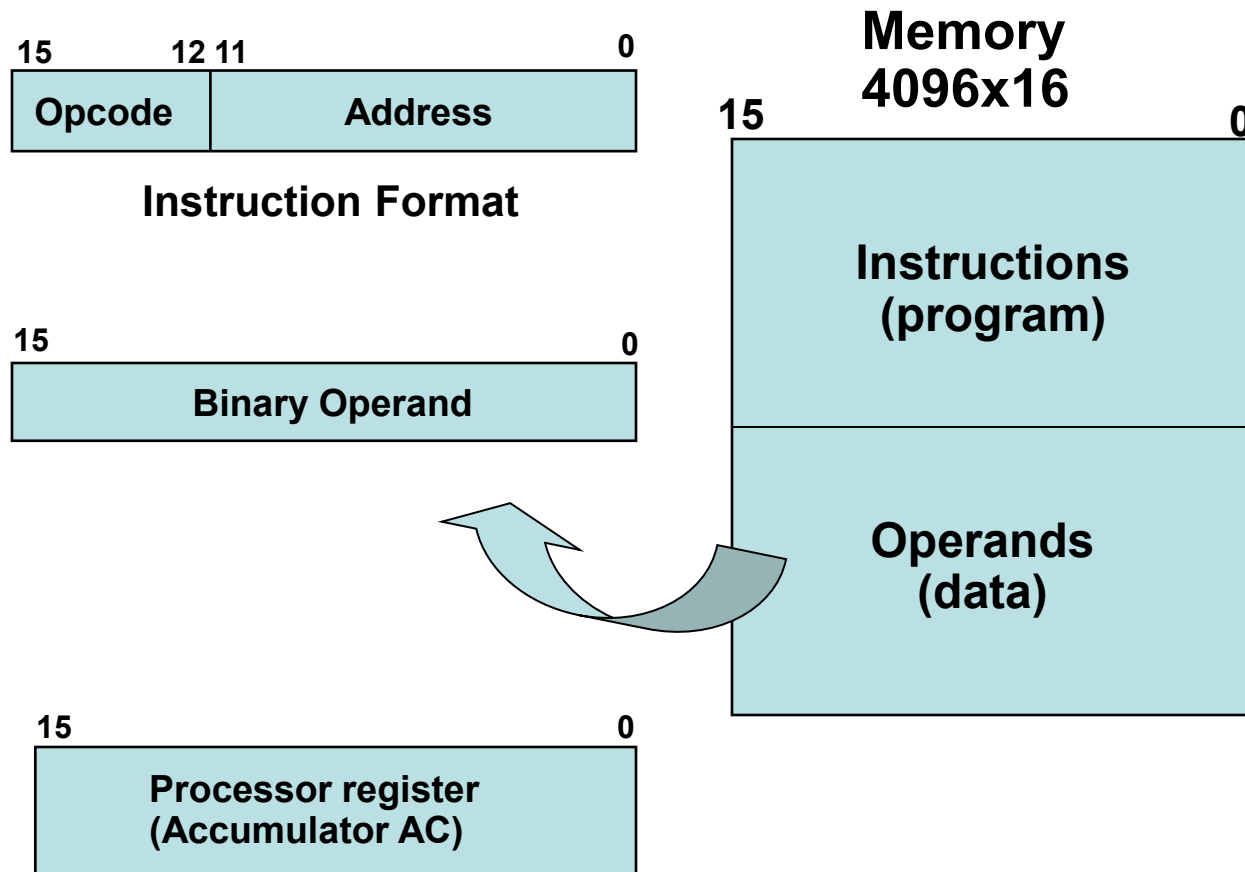 15 12 11 0
Opcode Address
Instruction Format
15 0
Binary Operand
15 0
Processor register
(Accumulator AC)
Memory
4096x16
15 0
Instructions
(program)
Operands
(data)